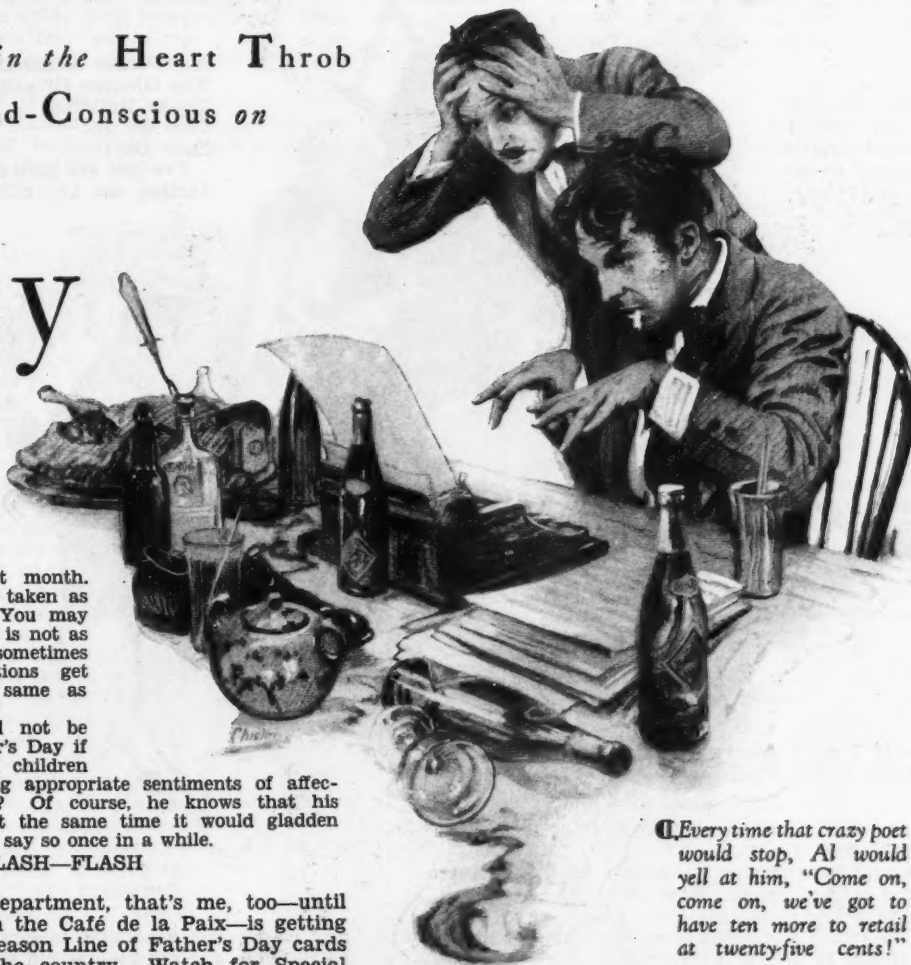 in the Heart Throb
d-Conscious on
y
t month.
taken as
You may
is not as
sometimes
tions get
same as
l not be
r's Day if
children
g appropriate sentiments of affec-
? Of course, he knows that his
t the same time it would gladden
say so once in a while.
LASH—FLASH
epartment, that's me, too—until
n the Café de la Paix—is getting
eason Line of Father's Day cards
he country. Watch for Special
Every time that crazy poet
would stop, Al would
yell at him, "Come on,
come on, we've got to
have ten more to retail
at twenty-five cents!"